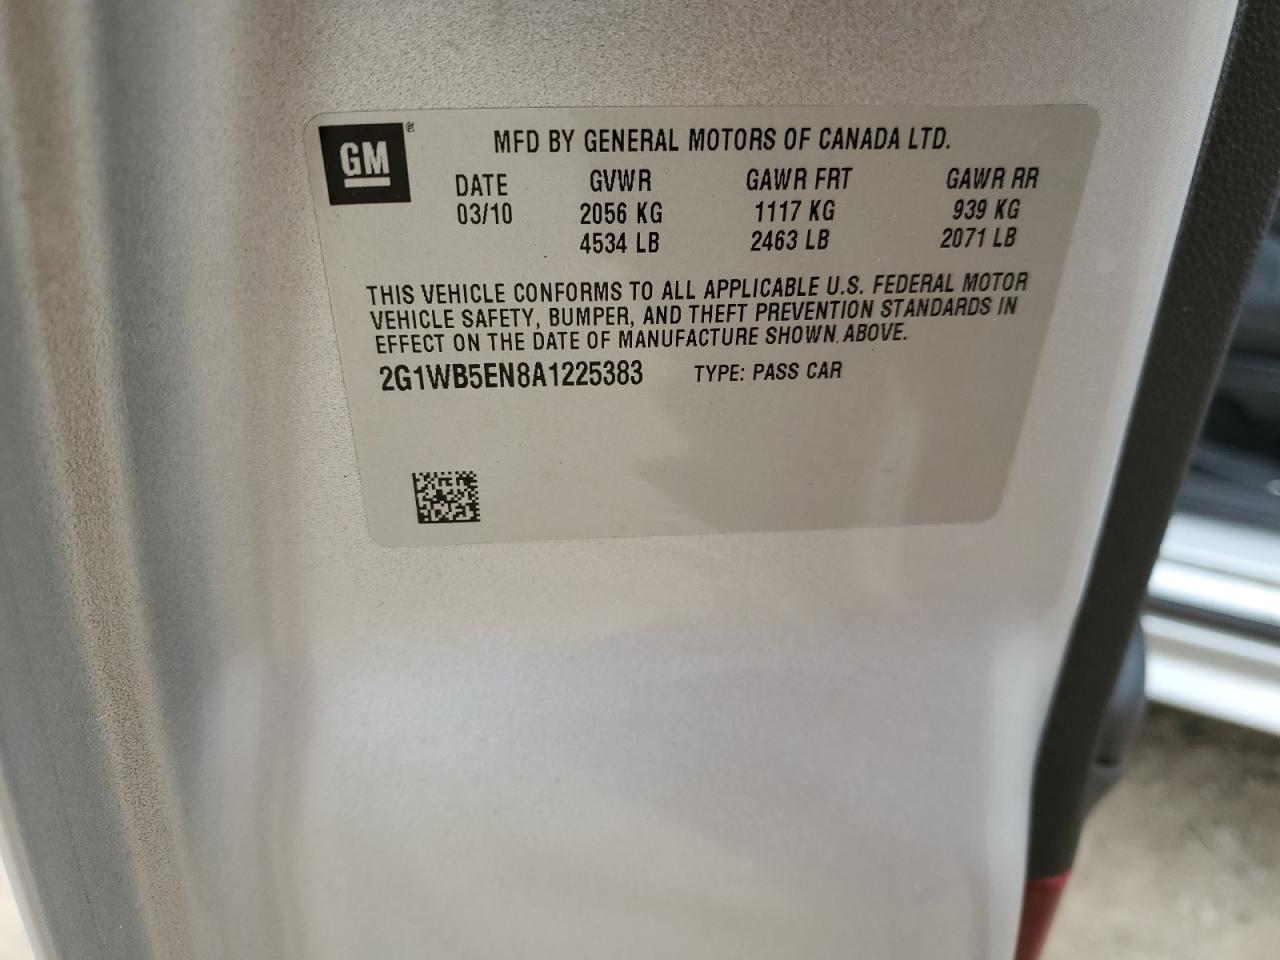 GM®
MFD BY GENERAL MOTORS OF CANADA LTD.
DATE GVWR GAWR FRT GAWR RR
03/10 2056 KG 1117 KG 939 KG
4534 LB 2463 LB 2071 LB
THIS VEHICLE CONFORMS TO ALL APPLICABLE U.S. FEDERAL MOTOR
VEHICLE SAFETY, BUMPER, AND THEFT PREVENTION STANDARDS IN
EFFECT ON THE DATE OF MANUFACTURE SHOWN ABOVE.
2G1WB5EN8A1225383 TYPE: PASS CAR